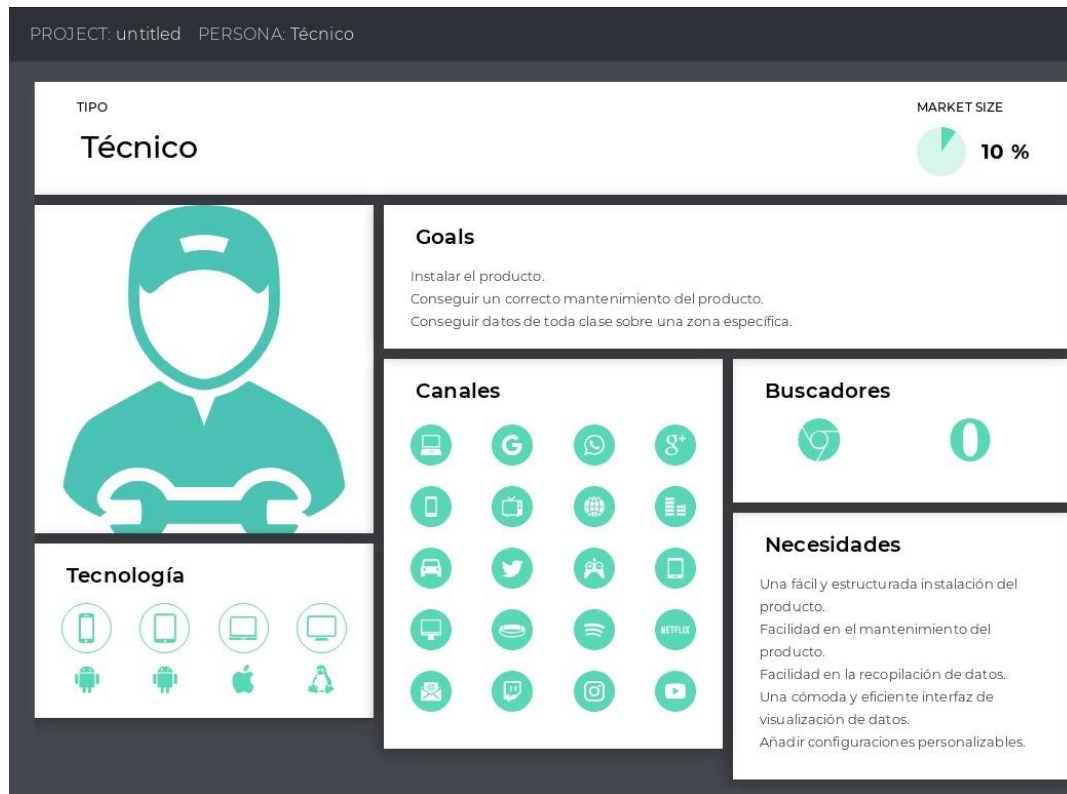 PROJECT: untitled PERSONA: Técnico
TIPO
Técnico
MARKET SIZE
10 %
Goals
Instalar el producto.
Conseguir un correcto mantenimiento del producto.
Conseguir datos de toda clase sobre una zona específica.
Tecnología
Canales
G
g+
NETFLIX
Buscadores
Necesidades
Una fácil y estructurada instalación del
producto.
Facilidad en el mantenimiento del
producto.
Facilidad en la recopilación de datos.
Una cómoda y eficiente interfaz de
visualización de datos.
Añadir configuraciones personalizables.